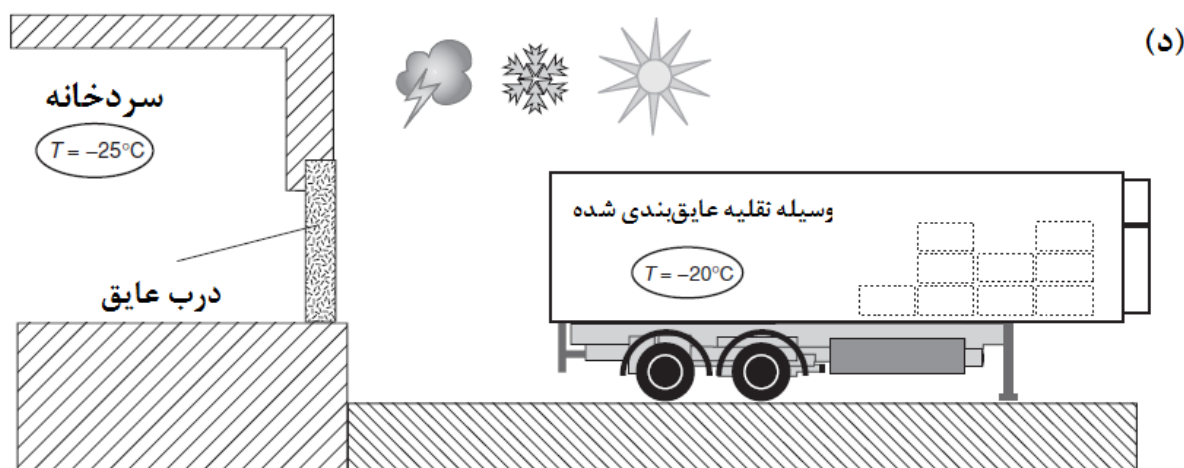 (د)
سردخانه
T = −25°C
وسیله نقلیه عایق‌بندی شده
T = −20°C
درب عایق